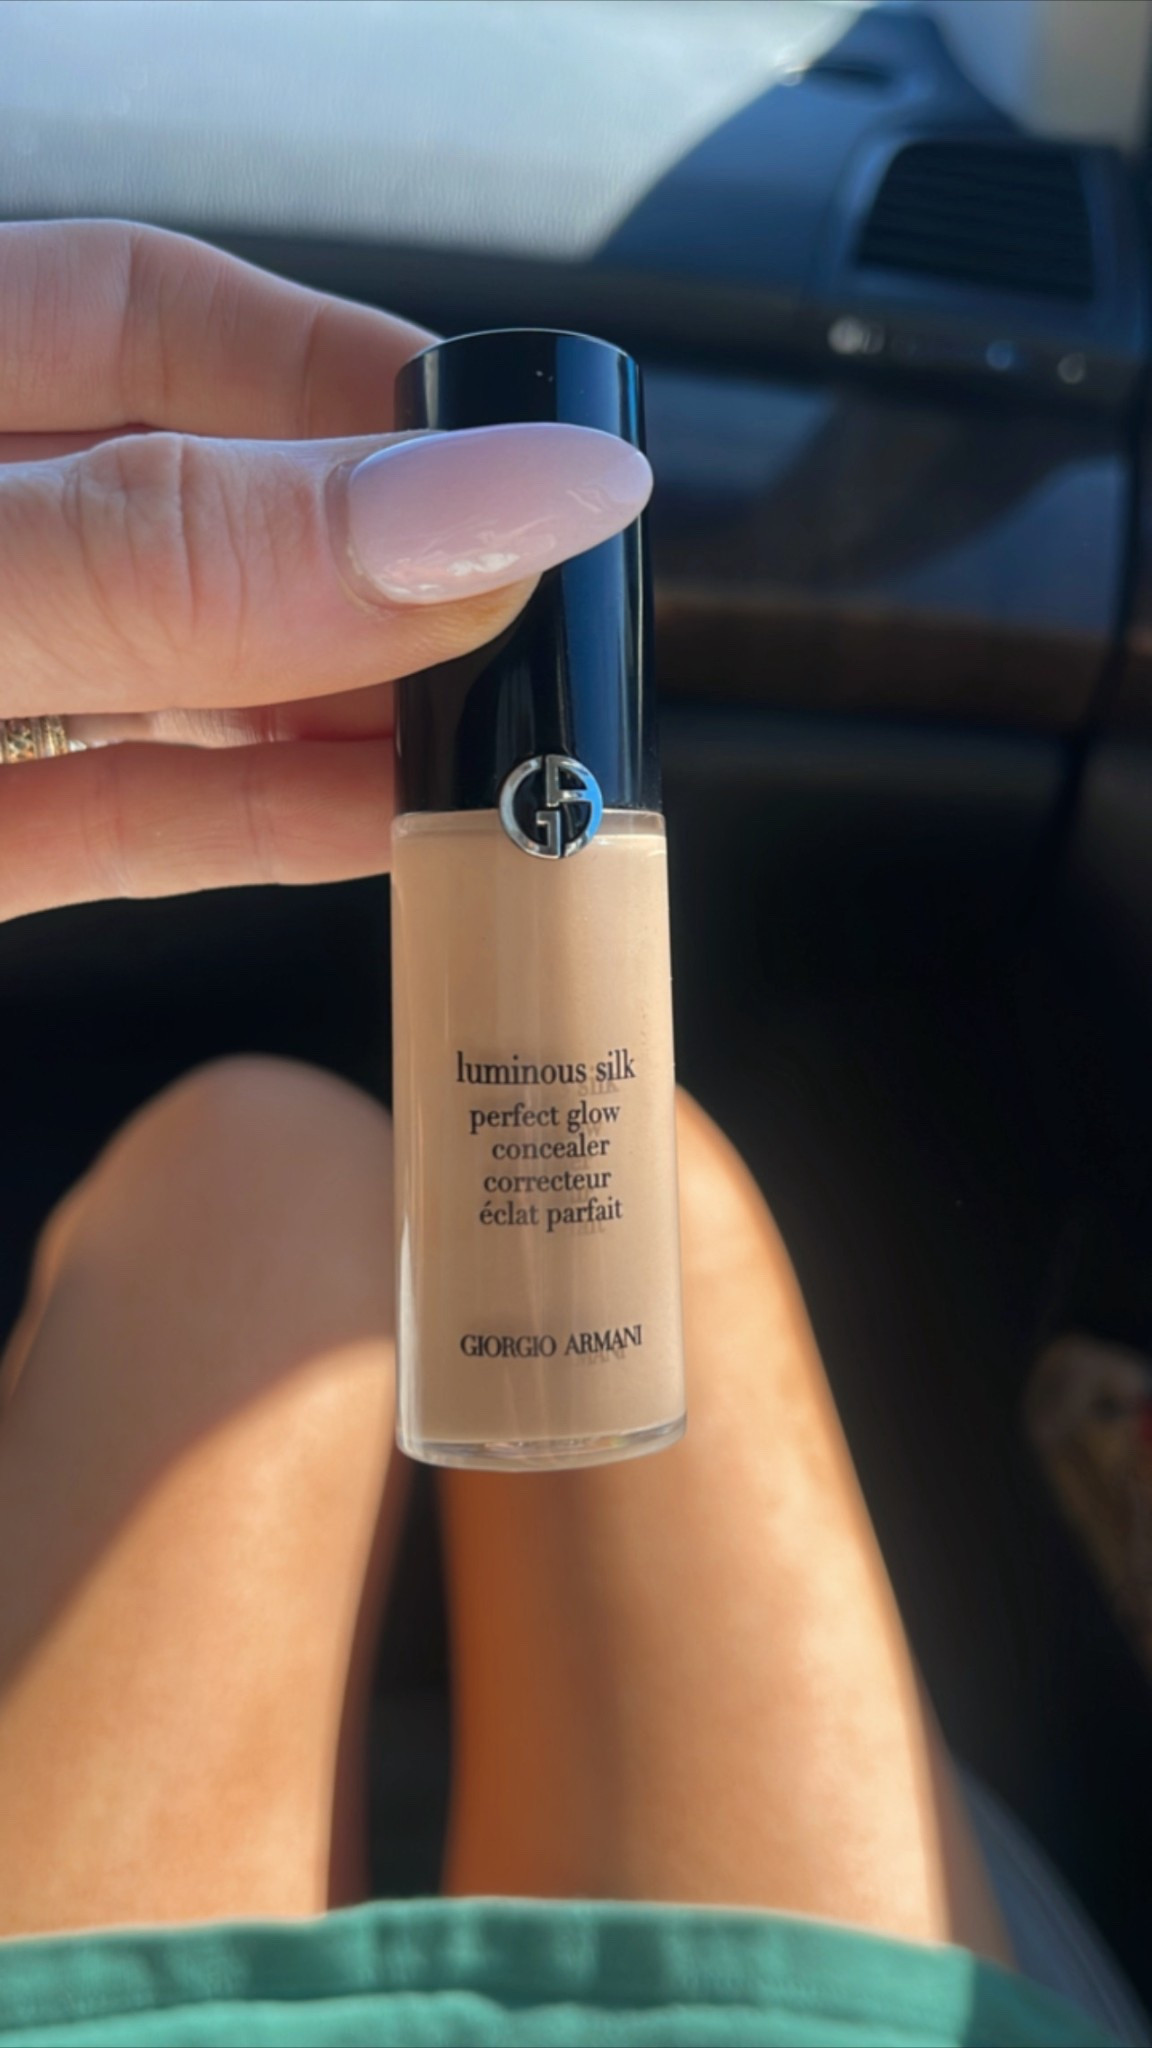 luminous silk
perfect glow
concealer
correcteur
éclat parfait
GIORGIO ARMANI